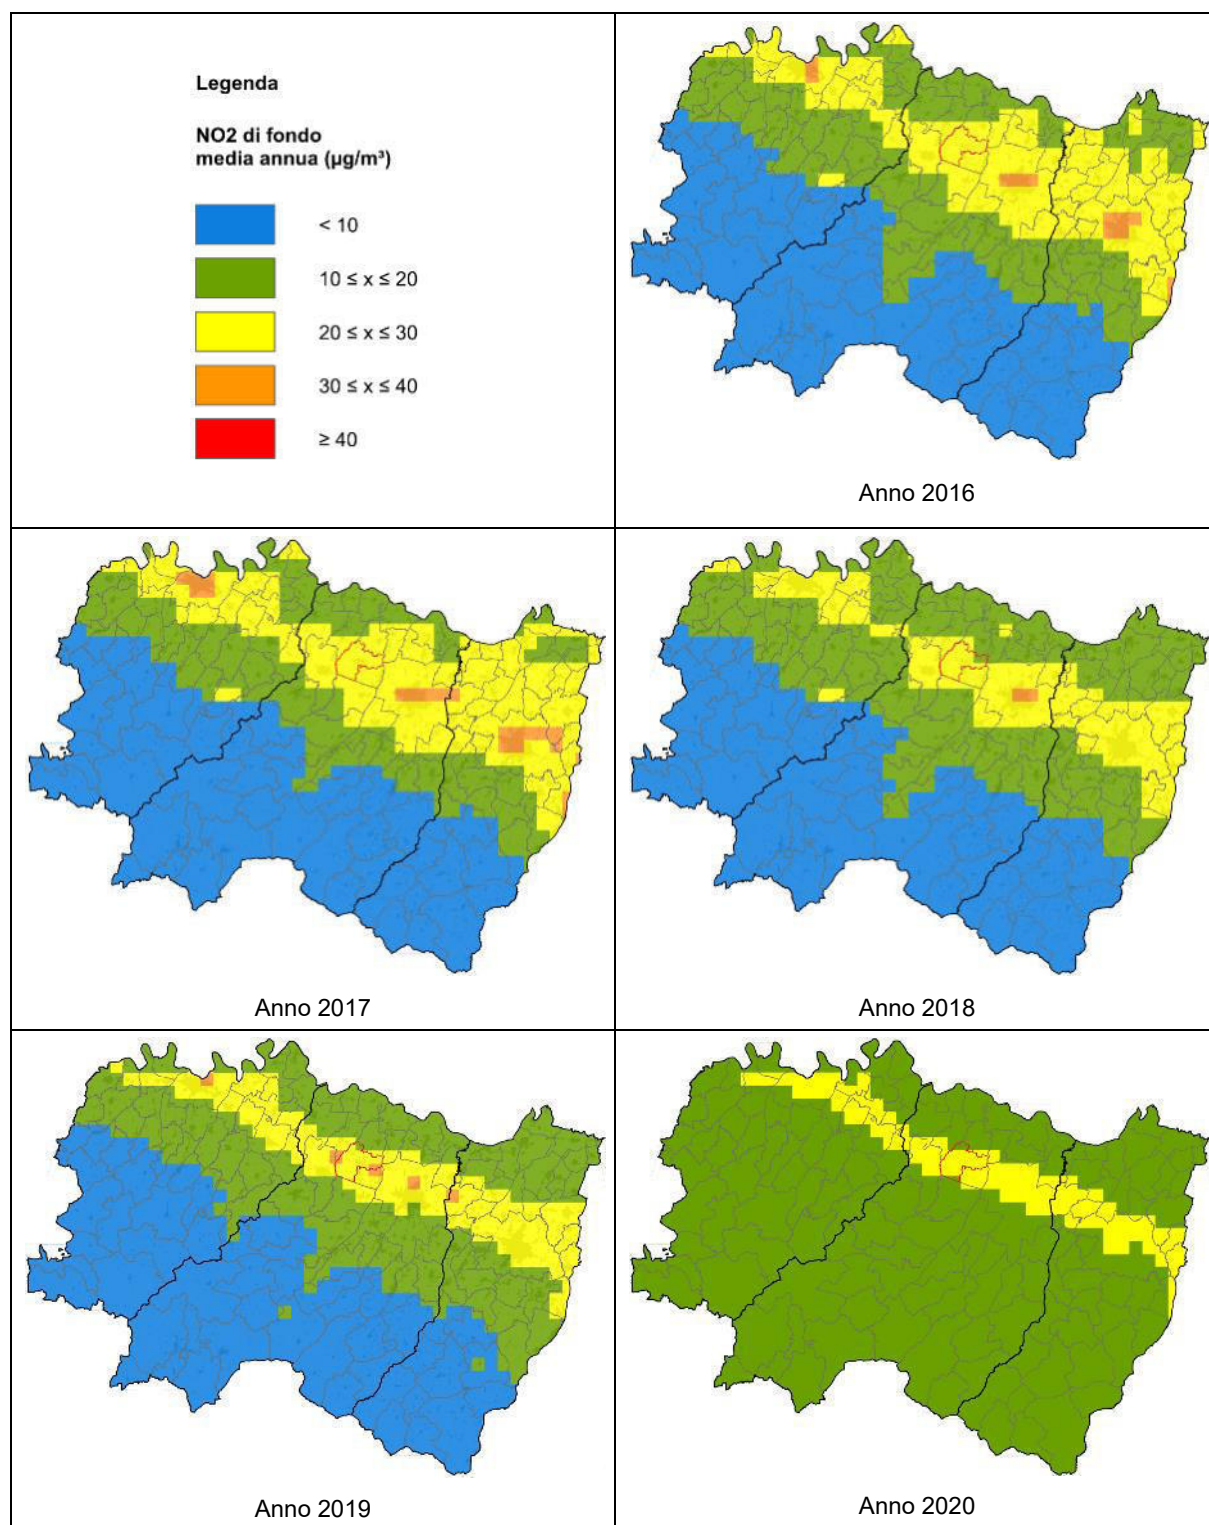 Legenda
NO2 di fondo
media annua (µg/m³)
< 10
10 ≤ x ≤ 20
20 ≤ x ≤ 30
30 ≤ x ≤ 40
≥ 40
Anno 2016
Anno 2017
Anno 2018
Anno 2019
Anno 2020